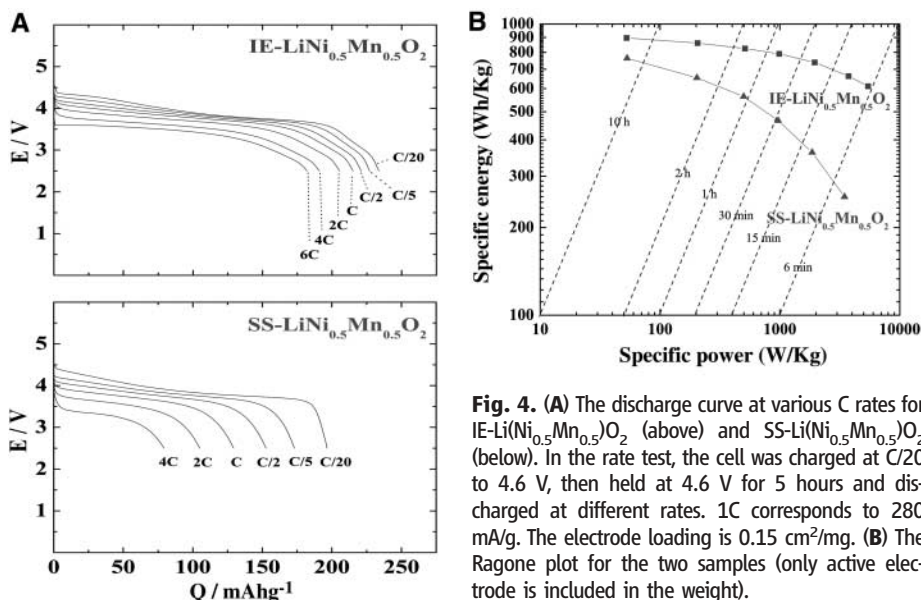 A
IE-LiNi0.5Mn0.5O2
5
4
3
2
1
E / V
C/20
C/5
C/2
C
2C
4C
6C
SS-LiNi0.5Mn0.5O2
5
4
3
2
1
E / V
4C 2C C C/2 C/5 C/20
0 50 100 150 200 250
Q / mAhg-1
B
1000
900
800
700
600
500
400
300
200
100
Specific energy (Wh/Kg)
IE-LiNi0.5Mn0.5O2
10 h
2 h
1 h
30 min
SS-LiNi0.5Mn0.5O2
15 min
6 min
10 100 1000 10000
Specific power (W/Kg)
Fig. 4. (A) The discharge curve at various C rates for
IE-Li(Ni0.5Mn0.5)O2 (above) and SS-Li(Ni0.5Mn0.5)O2
(below). In the rate test, the cell was charged at C/20
to 4.6 V, then held at 4.6 V for 5 hours and dis-
charged at different rates. 1C corresponds to 280
mA/g. The electrode loading is 0.15 cm2/mg. (B) The
Ragone plot for the two samples (only active elec-
trode is included in the weight).